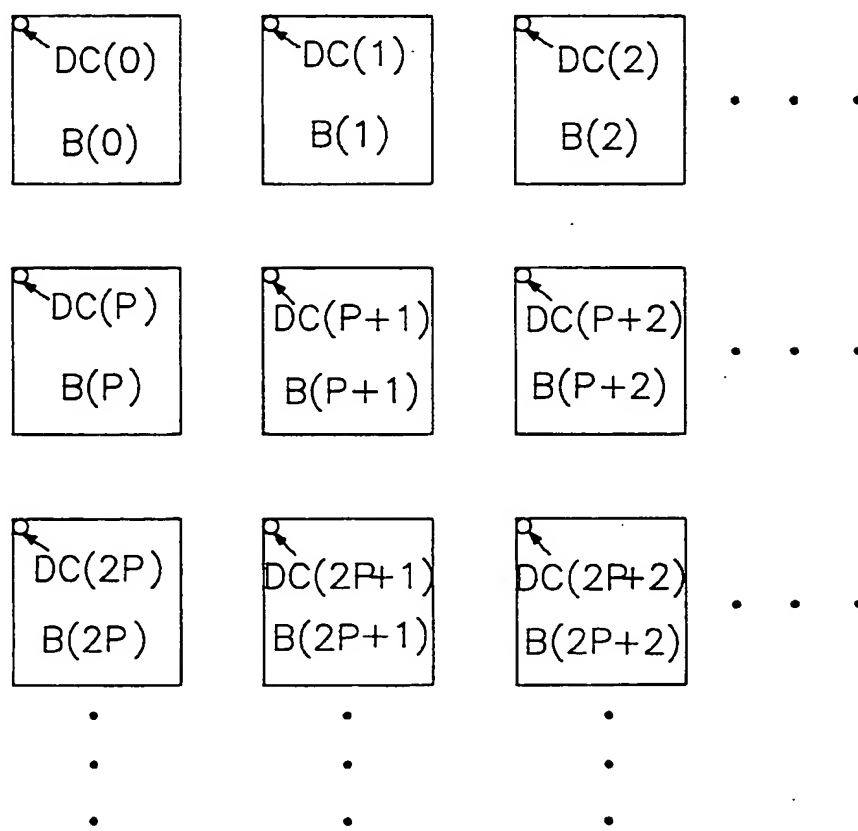 DC(0) DC(1) DC(2)
B(0) B(1) B(2)
DC(P) DC(P+1) DC(P+2)
B(P) B(P+1) B(P+2)
DC(2P) DC(2P+1) DC(2P+2)
B(2P) B(2P+1) B(2P+2)